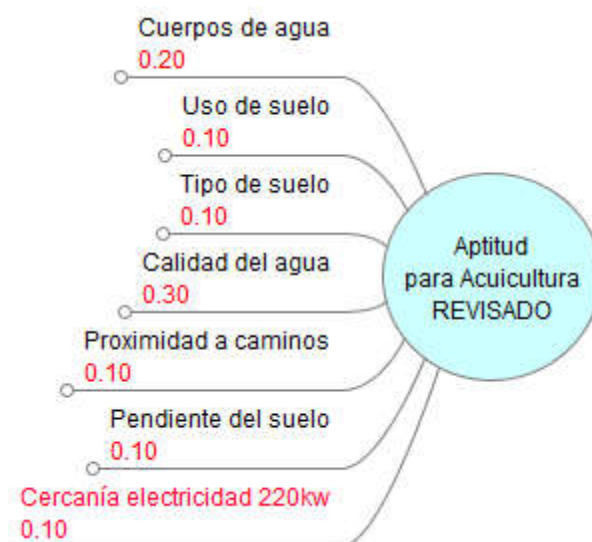 Cuerpos de agua
0.20
Uso de suelo
0.10
Tipo de suelo
0.10
Calidad del agua
0.30
Proximidad a caminos
0.10
Pendiente del suelo
0.10
Cercanía electricidad 220kw
0.10
Aptitud
para Acuicultura
REVISADO